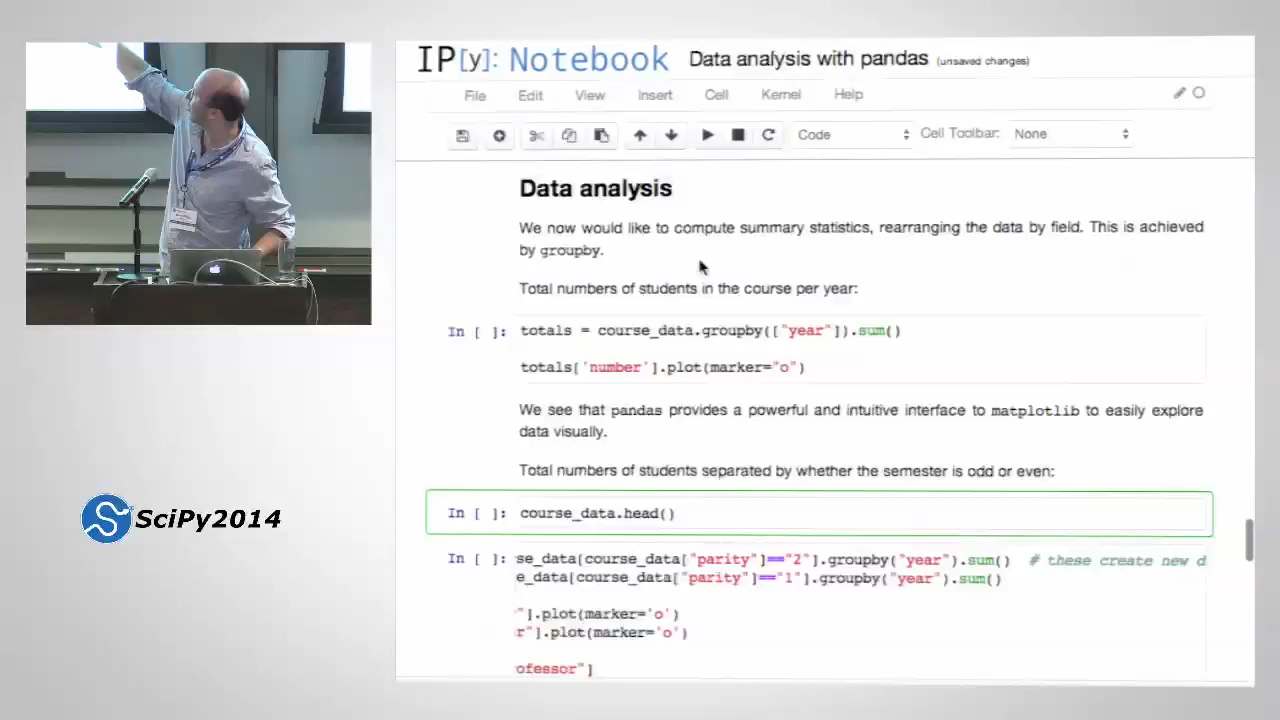 IP[y]: Notebook Data analysis with pandas (unsaved changes)
File Edit View Insert Cell Kernel Help
Code Cell Toolbar: None
Data analysis
We now would like to compute summary statistics, rearranging the data by field. This is achieved
by groupby.
Total numbers of students in the course per year:
In [ ]: totals = course_data.groupby(["year"]).sum()
totals['number'].plot(marker="o")
We see that pandas provides a powerful and intuitive interface to matplotlib to easily explore
data visually.
Total numbers of students separated by whether the semester is odd or even:
In [ ]: course_data.head()
In [ ]: se_data[course_data["parity"]=="2"].groupby("year").sum() # these create new d
e_data[course_data["parity"]=="1"].groupby("year").sum()
"].plot(marker='o')
r"].plot(marker='o')
ofessor"]
SciPy2014